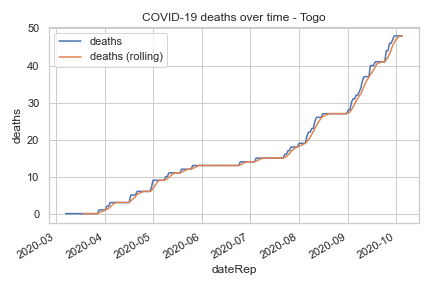 COVID-19 deaths over time - Togo
deaths
deaths (rolling)
50
40
30
20
10
0
deaths
2020-03
2020-04
2020-05
2020-06
2020-07
2020-08
2020-09
2020-10
dateRep